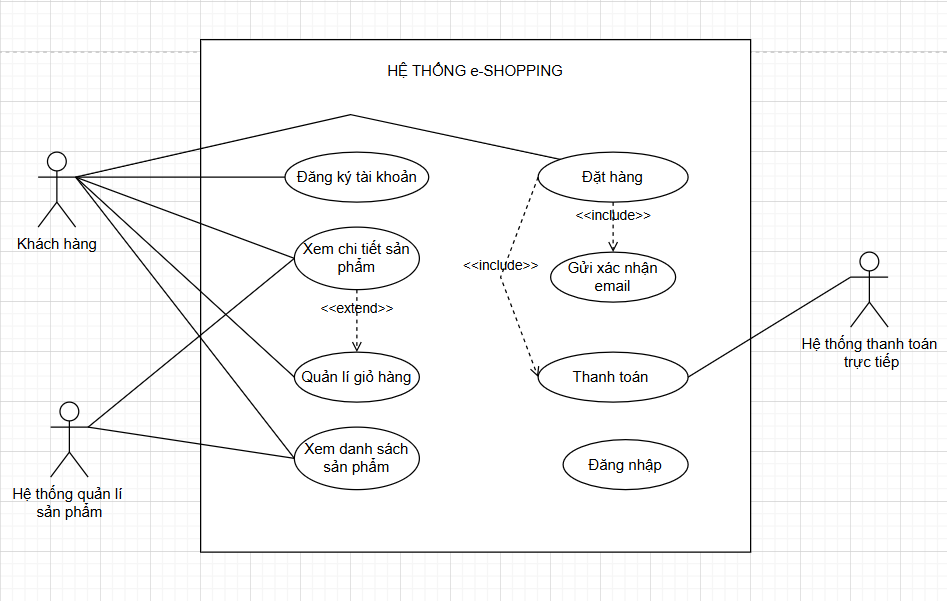 HỆ THỐNG e-SHOPPING
Đăng ký tài khoản
Đặt hàng
<<include>>
Khách hàng
Xem chi tiết sản
phẩm
<<include>>
Gửi xác nhận
email
<<extend>>
Hệ thống thanh toán
trực tiếp
Quản lí giỏ hàng
Thanh toán
Xem danh sách
sản phẩm
Đăng nhập
Hệ thống quản lí
sản phẩm